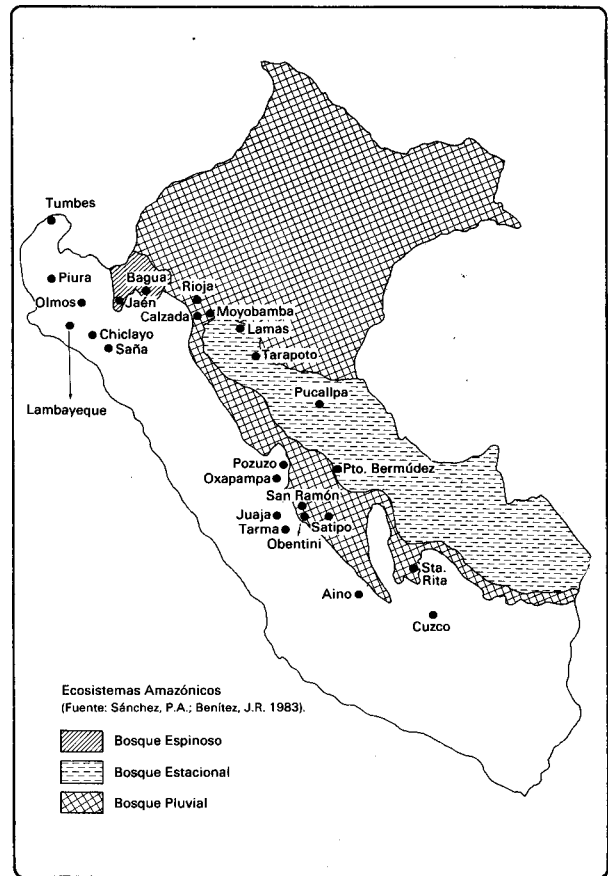 Tumbes
Piura
Bagua
Rioja
Olmos
Jaén
Moyobamba
Calzada
Lamas
Chiclayo
Saña
Tarapoto
Pucallpa
Lambayeque
Pozuzo
Pto. Bermúdez
Oxapampa
San Ramón
Juaja
Satipo
Tarma
Obentini
Sta.
Rita
Aino
Cuzco
Ecosistemas Amazónicos
(Fuente: Sánchez, P.A.; Benítez, J.R. 1983).
Bosque Espinoso
Bosque Estacional
Bosque Pluvial